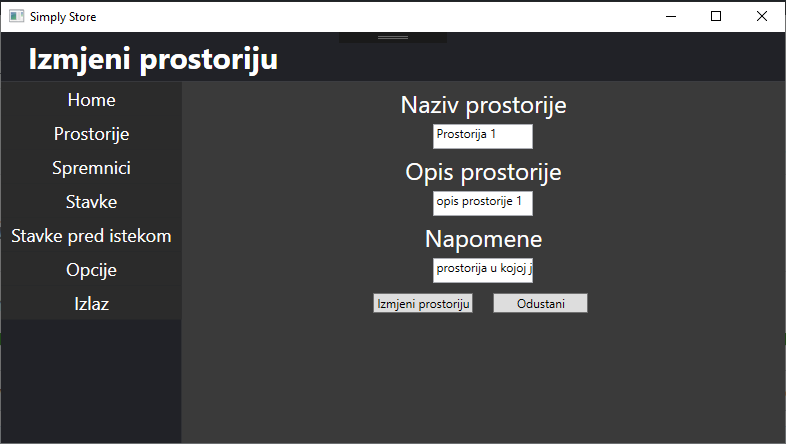 Simply Store
Izmjeni prostoriju
Home
Prostorije
Spremnici
Stavke
Stavke pred istekom
Opcije
Izlaz
Naziv prostorije
Prostorija 1
Opis prostorije
opis prostorije 1
Napomene
prostorija u kojoj j
Izmjeni prostoriju
Odustani